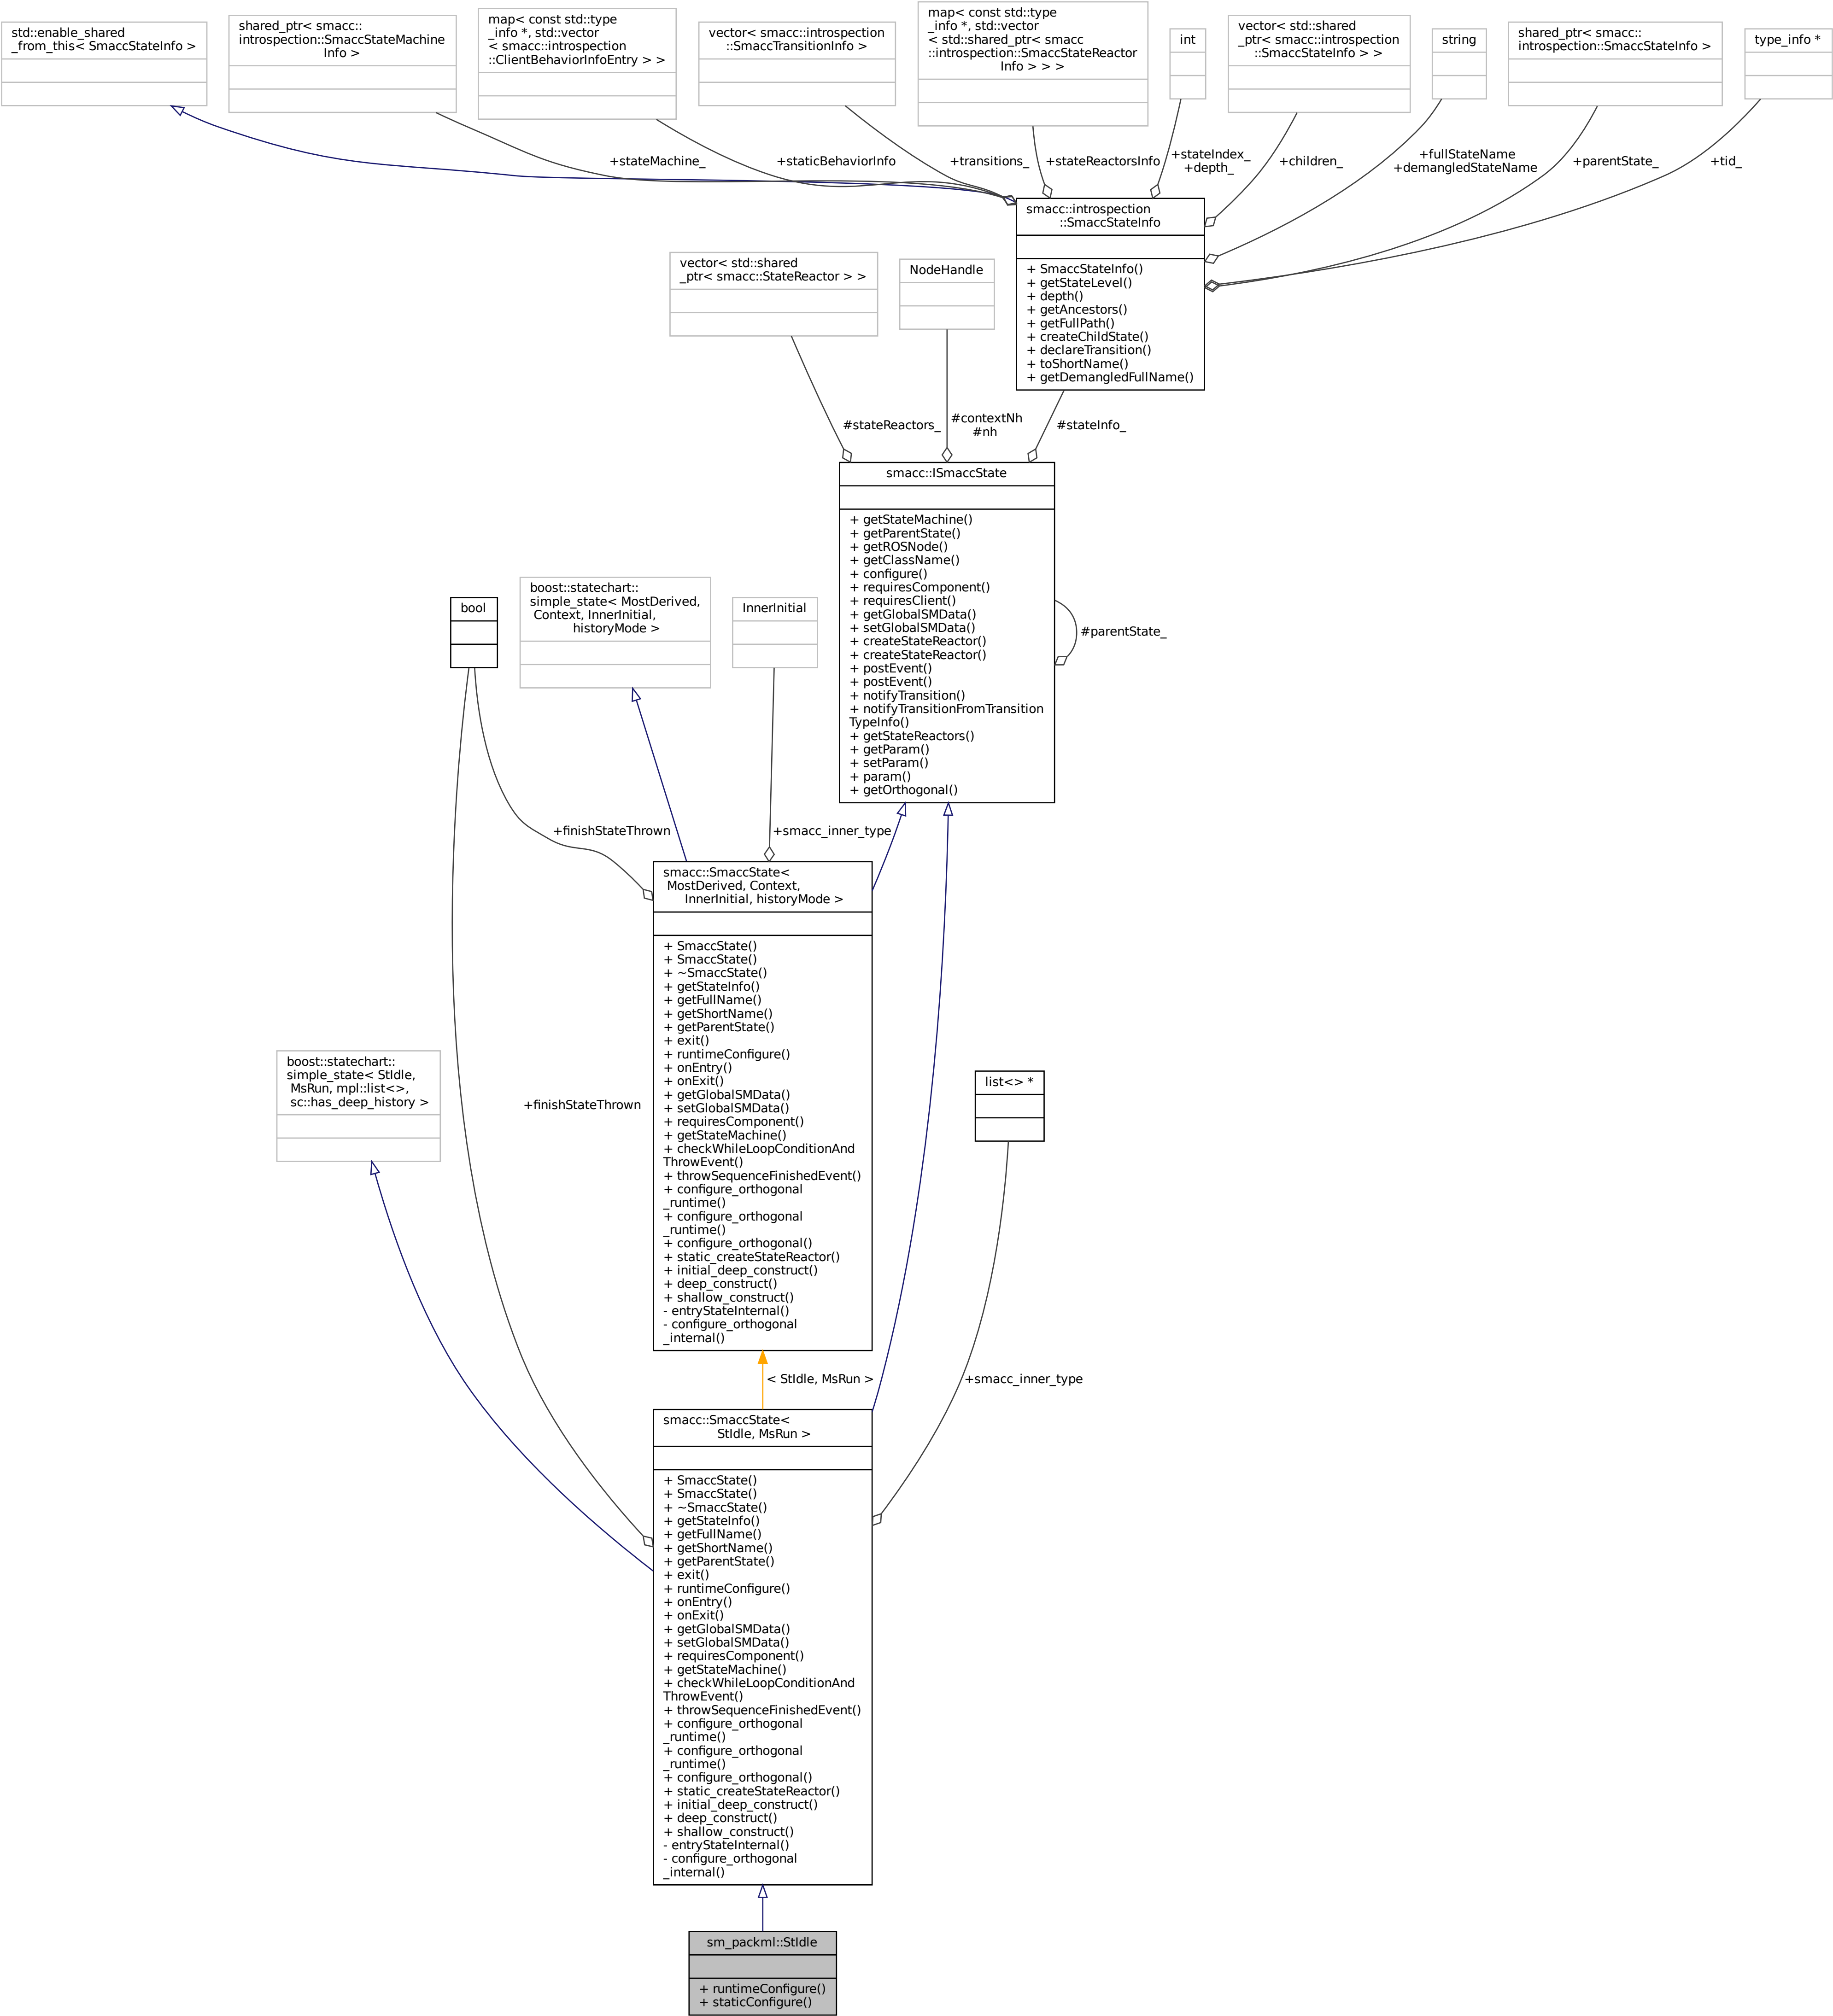 std::enable_shared
_from_this< SmaccStateInfo >
shared_ptr< smacc::
introspection::SmaccStateMachine
Info >
map< const std::type
_info *, std::vector
< smacc::introspection
::ClientBehaviorInfoEntry > >
vector< smacc::introspection
::SmaccTransitionInfo >
map< const std::type
_info *, std::vector
< std::shared_ptr< smacc
::introspection::SmaccStateReactor
Info > > >
int
vector< std::shared
_ptr< smacc::introspection
::SmaccStateInfo > >
string
shared_ptr< smacc::
introspection::SmaccStateInfo >
type_info *
+stateMachine_
+staticBehaviorInfo
+transitions_
+stateReactorsInfo
+stateIndex_
+depth_
+children_
+fullStateName
+demangledStateName
+parentState_
+tid_
smacc::introspection
::SmaccStateInfo
+ SmaccStateInfo()
+ getStateLevel()
+ depth()
+ getAncestors()
+ getFullPath()
+ createChildState()
+ declareTransition()
+ toShortName()
+ getDemangledFullName()
vector< std::shared
_ptr< smacc::StateReactor > >
NodeHandle
#stateReactors_
#contextNh
#nh
#stateInfo_
smacc::ISmaccState
+ getStateMachine()
+ getParentState()
+ getROSNode()
+ getClassName()
+ configure()
+ requiresComponent()
+ requiresClient()
+ getGlobalSMData()
+ setGlobalSMData()
+ createStateReactor()
+ createStateReactor()
+ postEvent()
+ postEvent()
+ notifyTransition()
+ notifyTransitionFromTransition
TypeInfo()
+ getStateReactors()
+ getParam()
+ setParam()
+ param()
+ getOrthogonal()
#parentState_
bool
boost::statechart::
simple_state< MostDerived,
Context, InnerInitial,
historyMode >
InnerInitial
+finishStateThrown
+smacc_inner_type
smacc::SmaccState<
MostDerived, Context,
InnerInitial, historyMode >
+ SmaccState()
+ SmaccState()
+ ~SmaccState()
+ getStateInfo()
+ getFullName()
+ getShortName()
+ getParentState()
+ exit()
+ runtimeConfigure()
+ onEntry()
+ onExit()
+ getGlobalSMData()
+ setGlobalSMData()
+ requiresComponent()
+ getStateMachine()
+ checkWhileLoopConditionAnd
ThrowEvent()
+ throwSequenceFinishedEvent()
+ configure_orthogonal
_runtime()
+ configure_orthogonal
_runtime()
+ configure_orthogonal()
+ static_createStateReactor()
+ initial_deep_construct()
+ deep_construct()
+ shallow_construct()
- entryStateInternal()
- configure_orthogonal
_internal()
boost::statechart::
simple_state< StIdle,
MsRun, mpl::list<>,
sc::has_deep_history >
+finishStateThrown
list<> *
< StIdle, MsRun >
+smacc_inner_type
smacc::SmaccState<
StIdle, MsRun >
+ SmaccState()
+ SmaccState()
+ ~SmaccState()
+ getStateInfo()
+ getFullName()
+ getShortName()
+ getParentState()
+ exit()
+ runtimeConfigure()
+ onEntry()
+ onExit()
+ getGlobalSMData()
+ setGlobalSMData()
+ requiresComponent()
+ getStateMachine()
+ checkWhileLoopConditionAnd
ThrowEvent()
+ throwSequenceFinishedEvent()
+ configure_orthogonal
_runtime()
+ configure_orthogonal
_runtime()
+ configure_orthogonal()
+ static_createStateReactor()
+ initial_deep_construct()
+ deep_construct()
+ shallow_construct()
- entryStateInternal()
- configure_orthogonal
_internal()
sm_packml::StIdle
+ runtimeConfigure()
+ staticConfigure()